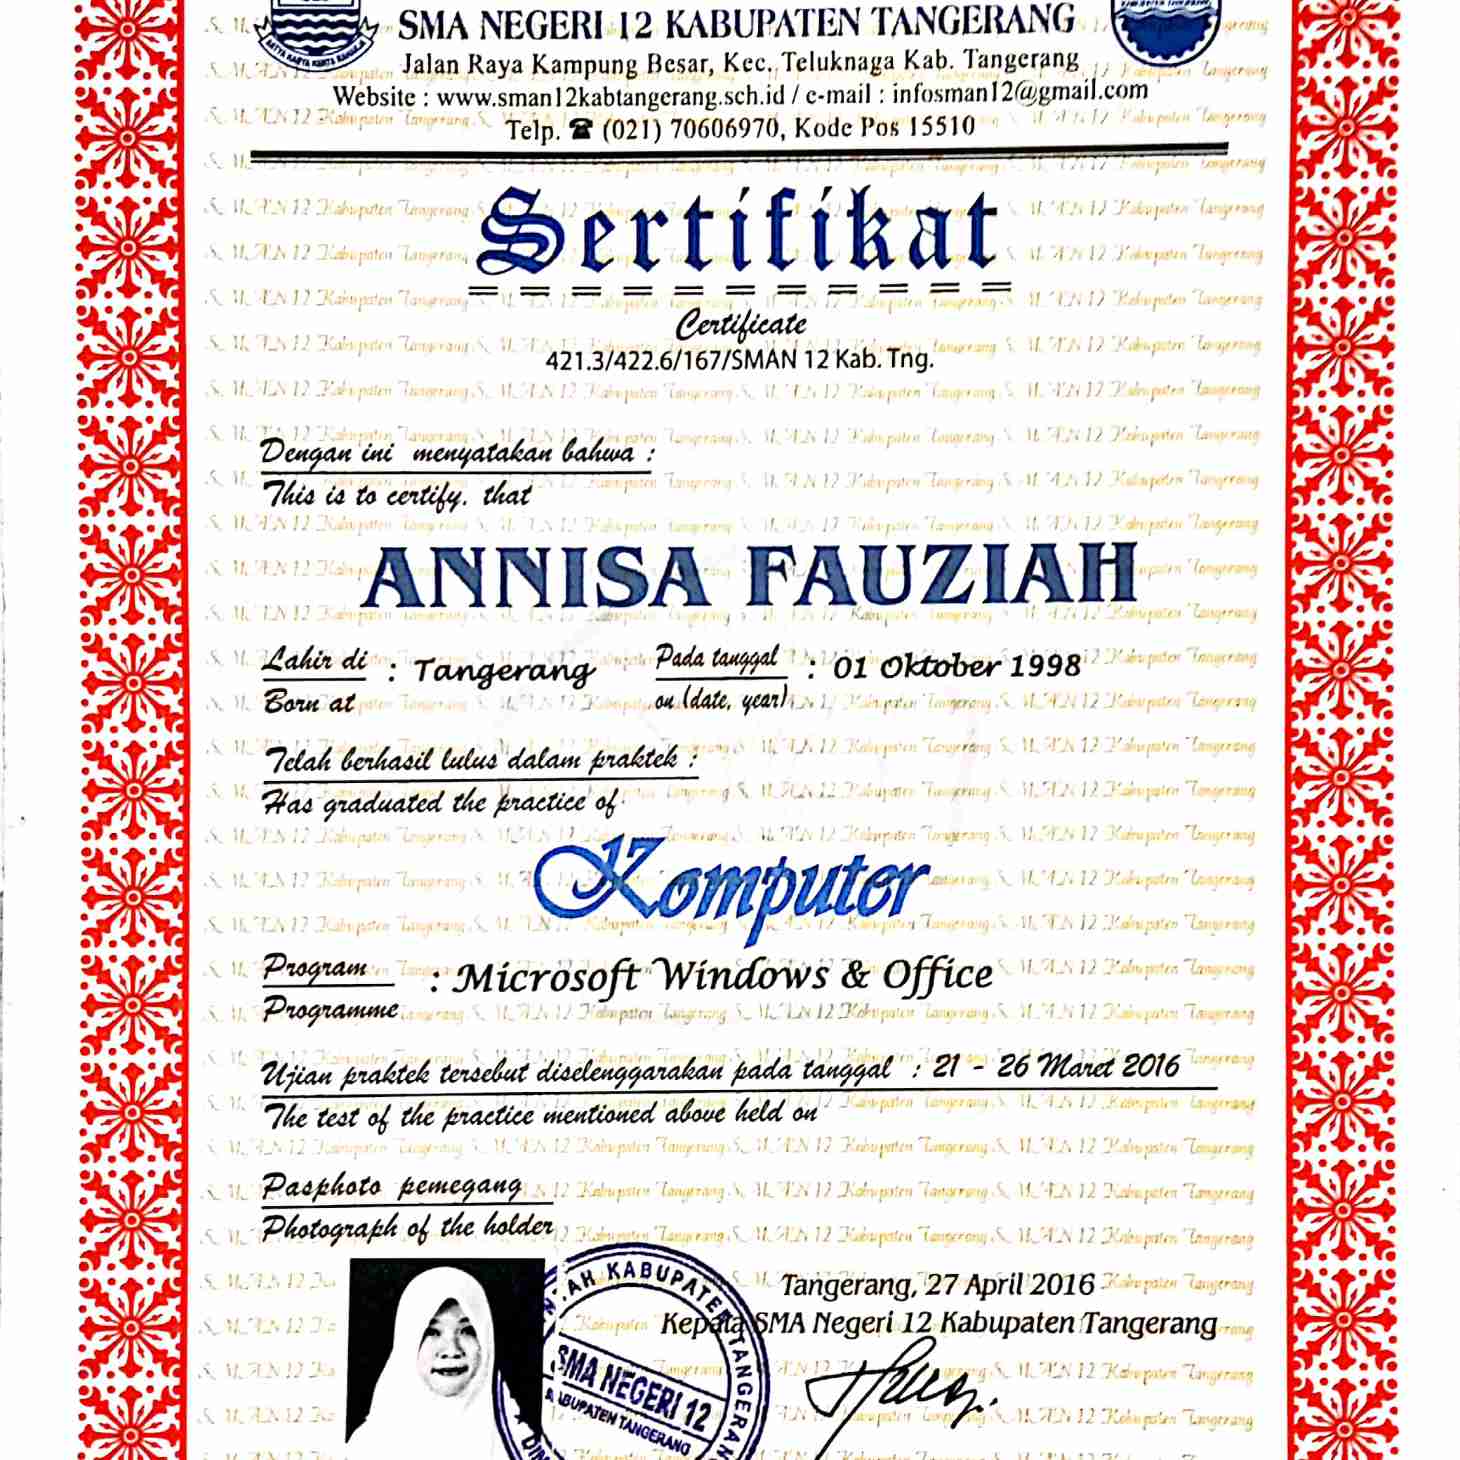 SMA NEGERI 12 KABUPATEN TANGERANG
Jalan Raya Kampung Besar, Kec. Teluknaga Kab. Tangerang
Website : www.sman12kabtangerang.sch.id / e-mail : infosman12@gmail.com
Telp. ☎ (021) 70606970, Kode Pos 15510
Sertifikat
Certificate
421.3/422.6/167/SMAN 12 Kab. Tng.
Dengan ini menyatakan bahwa :
This is to certify. that
ANNISA FAUZIAH
Lahir di : Tangerang Pada tanggal : 01 Oktober 1998
Born at on (date, year)
Telah berhasil lulus dalam praktek :
Has graduated the practice of
Komputer
Program : Microsoft Windows & Office
Programme
Ujian praktek tersebut diselenggarakan pada tanggal : 21 - 26 Maret 2016
The test of the practice mentioned above held on
Pasphoto pemegang
Photograph of the holder
Tangerang, 27 April 2016
Kepala SMA Negeri 12 Kabupaten Tangerang
KABUPATEN TANGERANG
SMA NEGERI 12
KABUPATEN TANGERANG